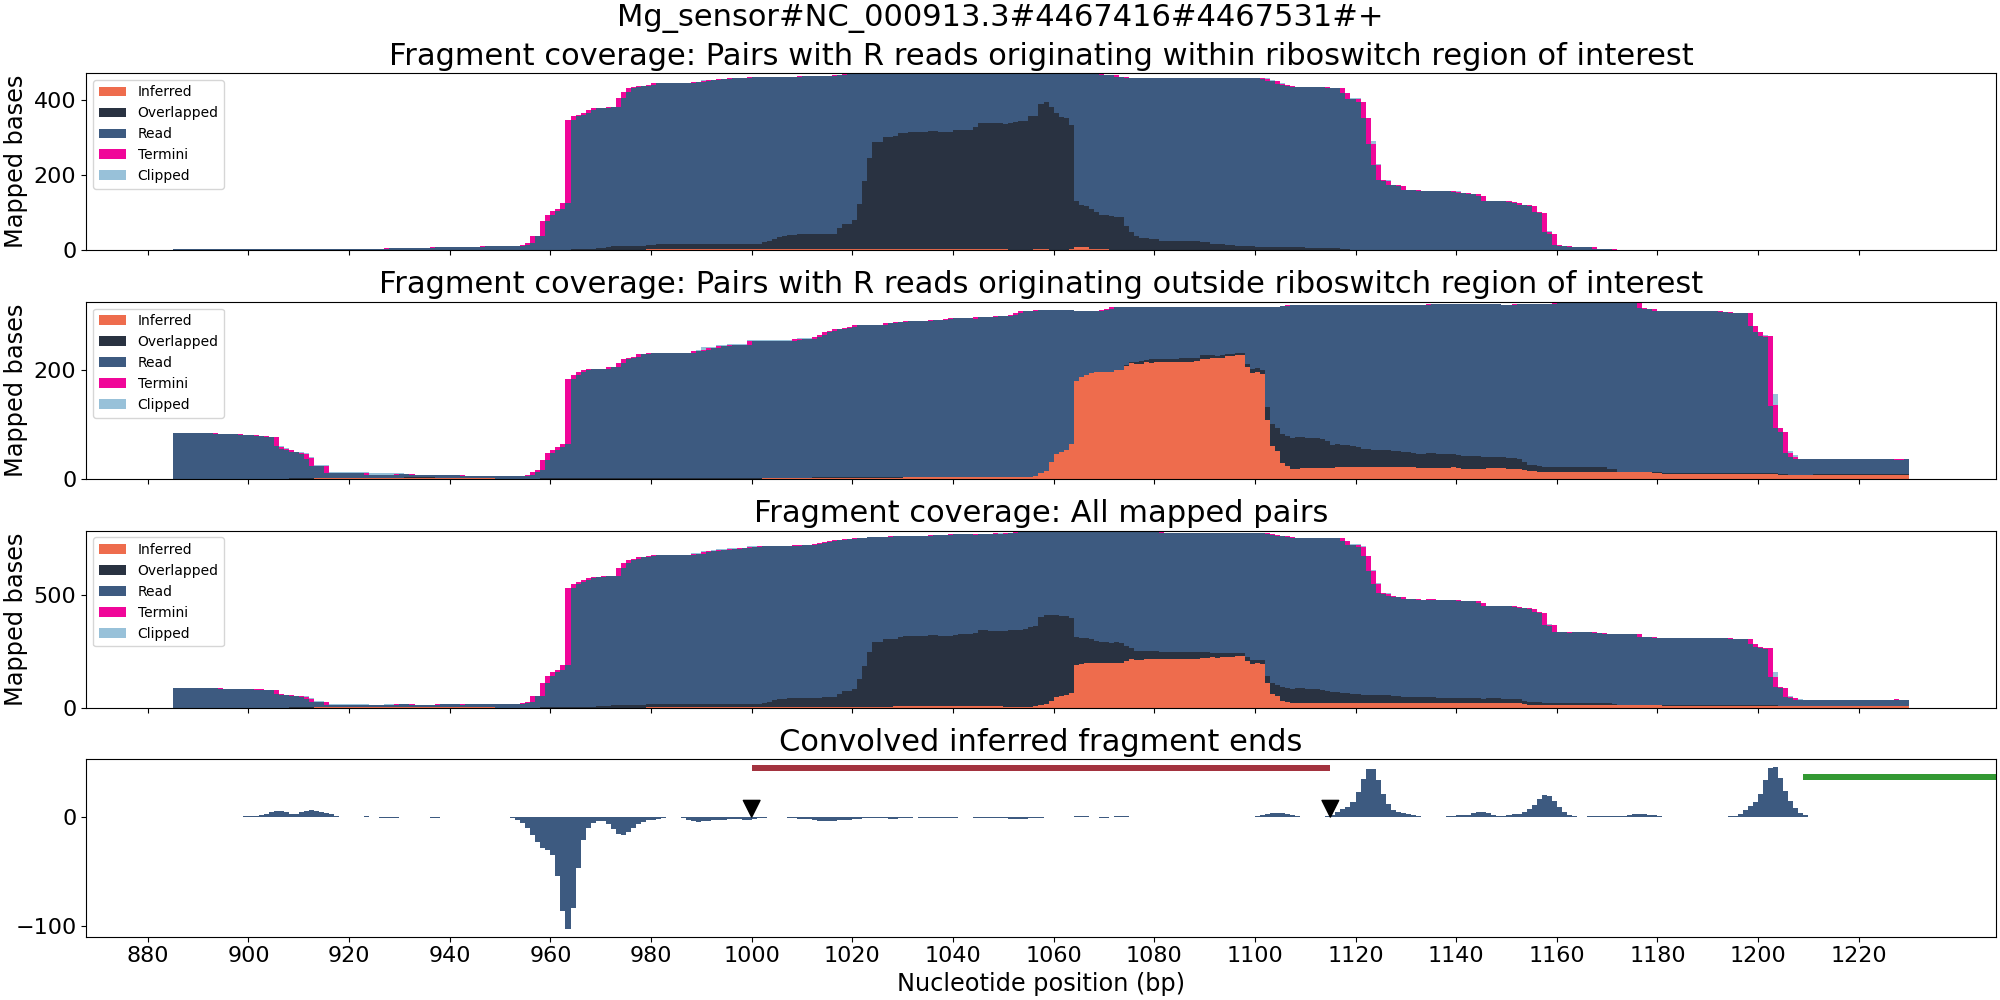 Mg_sensor#NC_000913.3#4467416#4467531#+
Fragment coverage: Pairs with R reads originating within riboswitch region of interest
Mapped bases
400
200
0
Inferred
Overlapped
Read
Termini
Clipped
Fragment coverage: Pairs with R reads originating outside riboswitch region of interest
Mapped bases
200
0
Inferred
Overlapped
Read
Termini
Clipped
Fragment coverage: All mapped pairs
Mapped bases
500
0
Inferred
Overlapped
Read
Termini
Clipped
Convolved inferred fragment ends
0
−100
880 900 920 940 960 980 1000 1020 1040 1060 1080 1100 1120 1140 1160 1180 1200 1220
Nucleotide position (bp)